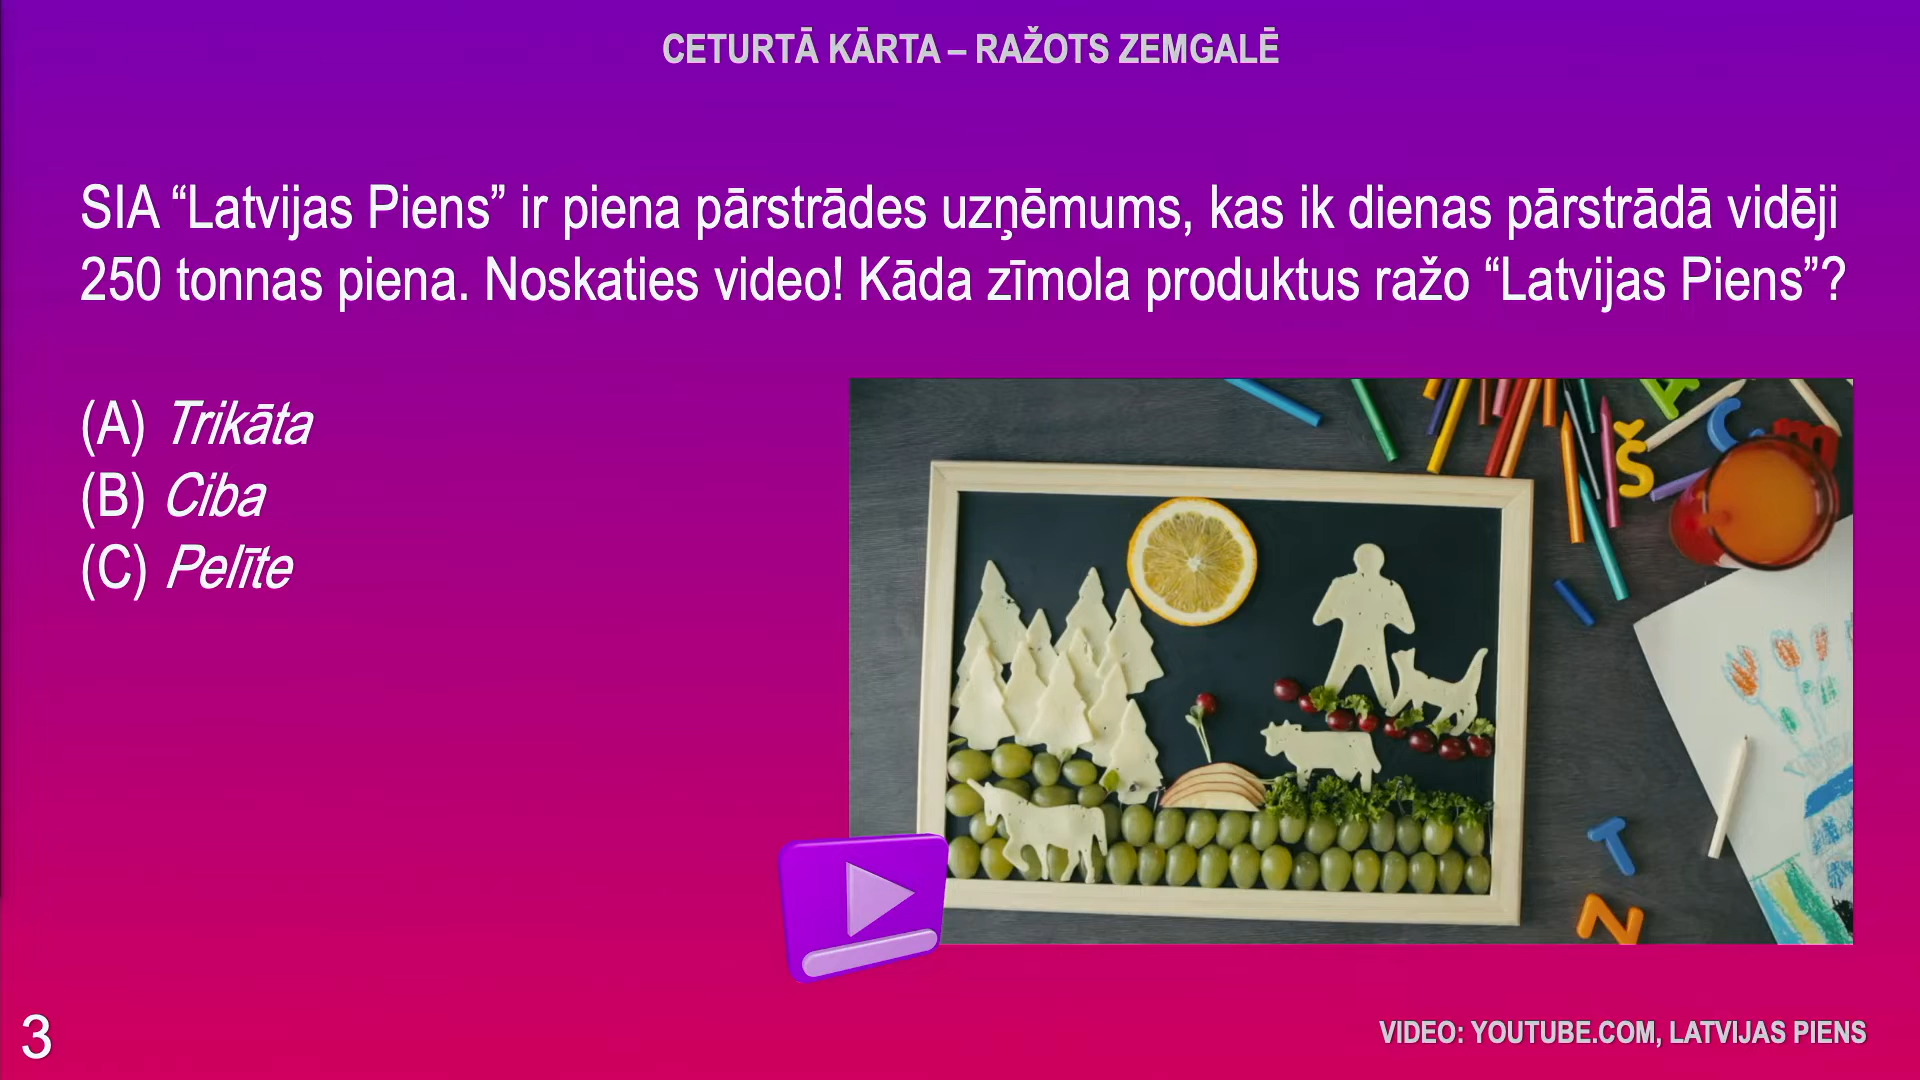 CETURTĀ KĀRTA – RAŽOTS ZEMGALĒ
SIA “Latvijas Piens” ir piena pārstrādes uzņēmums, kas ik dienas pārstrādā vidēji
250 tonnas piena. Noskaties video! Kāda zīmola produktus ražo “Latvijas Piens”?
(A) Trikāta
(B) Ciba
(C) Pelīte
Š
m
T
N
3
VIDEO: YOUTUBE.COM, LATVIJAS PIENS